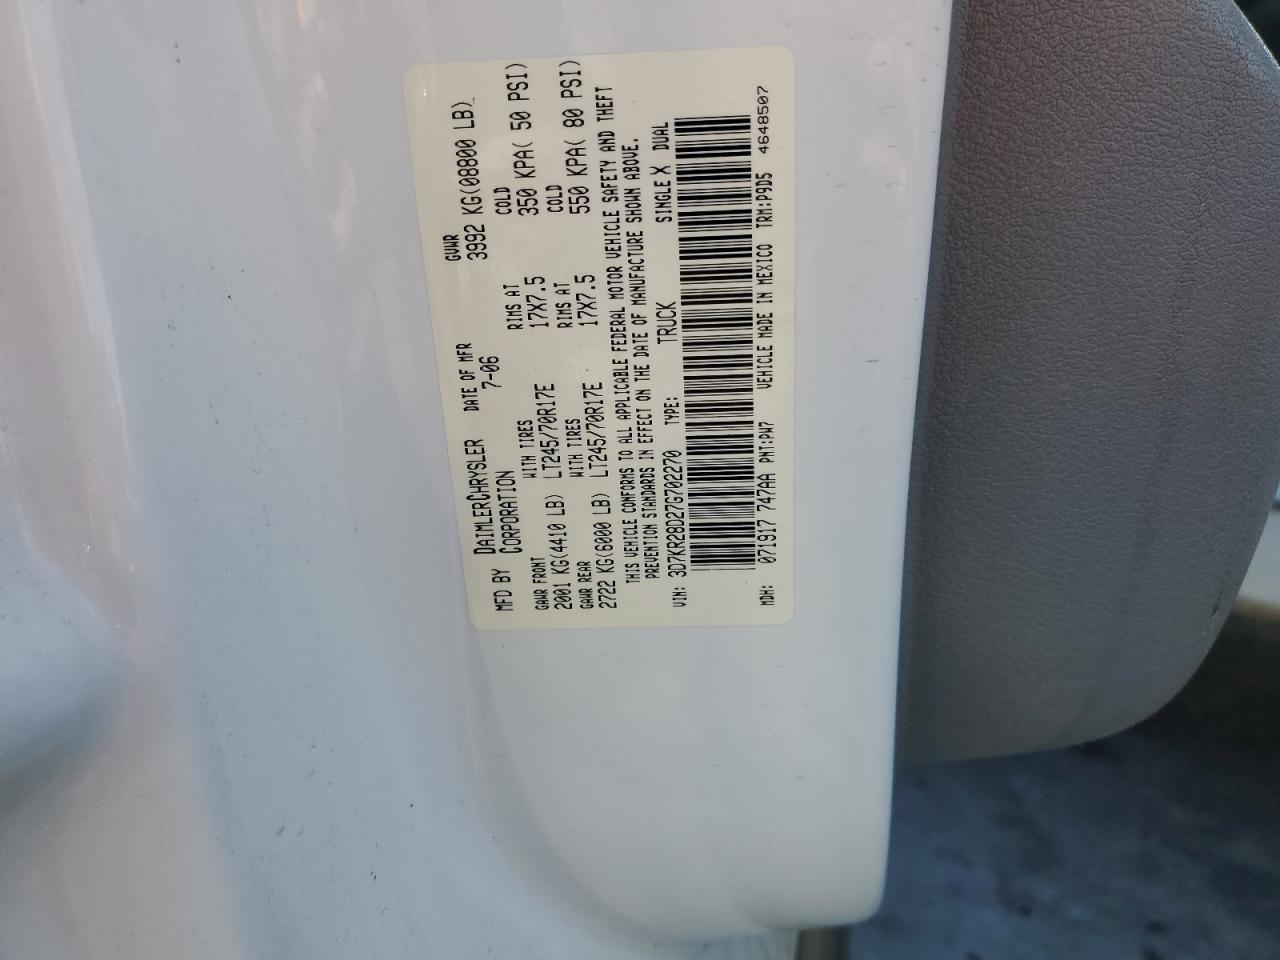 MFD BY DAIMLERCHRYSLER CORPORATION DATE OF MFR 7-06 GVWR 3992 KG(08800 LB)
GAWR FRONT WITH TIRES RIMS AT COLD
2001 KG(4410 LB) LT245/70R17E 17X7.5 350 KPA( 50 PSI)
GAWR REAR WITH TIRES RIMS AT COLD
2722 KG(6000 LB) LT245/70R17E 17X7.5 550 KPA( 80 PSI)
THIS VEHICLE CONFORMS TO ALL APPLICABLE FEDERAL MOTOR VEHICLE SAFETY AND THEFT
PREVENTION STANDARDS IN EFFECT ON THE DATE OF MANUFACTURE SHOWN ABOVE.
VIN: 3D7KR28D27G702270 TYPE: TRUCK SINGLE X DUAL
MDH: 071917 747AA PNT:PW7 VEHICLE MADE IN MEXICO TRM:P9D5 4648507